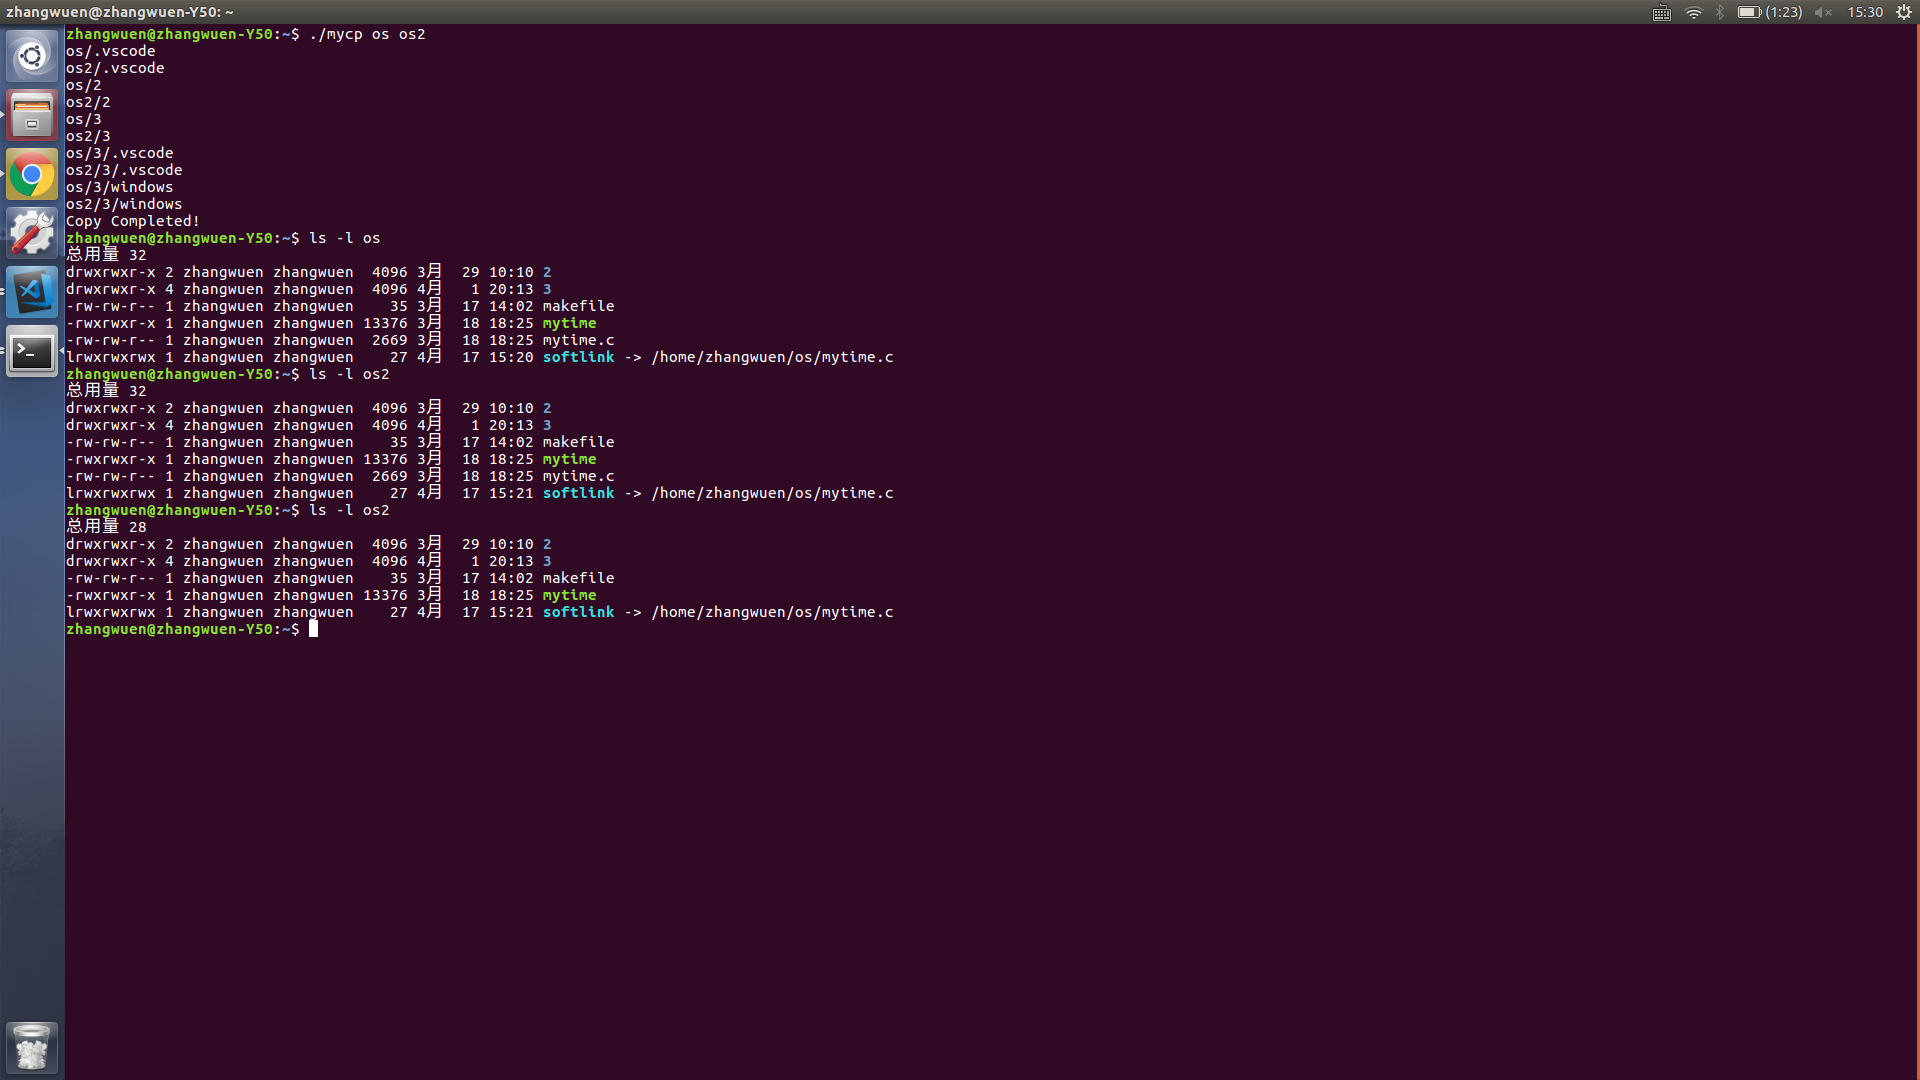 zhangwuen@zhangwuen-Y50: ~ (1:23) 15:30
zhangwuen@zhangwuen-Y50:~$ ./mycp os os2
os/.vscode
os2/.vscode
os/2
os2/2
os/3
os2/3
os/3/.vscode
os2/3/.vscode
os/3/windows
os2/3/windows
Copy Completed!
zhangwuen@zhangwuen-Y50:~$ ls -l os
总用量 32
drwxrwxr-x 2 zhangwuen zhangwuen  4096 3月  29 10:10 2
drwxrwxr-x 4 zhangwuen zhangwuen  4096 4月   1 20:13 3
-rw-rw-r-- 1 zhangwuen zhangwuen    35 3月  17 14:02 makefile
-rwxrwxr-x 1 zhangwuen zhangwuen 13376 3月  18 18:25 mytime
-rw-rw-r-- 1 zhangwuen zhangwuen  2669 3月  18 18:25 mytime.c
lrwxrwxrwx 1 zhangwuen zhangwuen    27 4月  17 15:20 softlink -> /home/zhangwuen/os/mytime.c
zhangwuen@zhangwuen-Y50:~$ ls -l os2
总用量 32
drwxrwxr-x 2 zhangwuen zhangwuen  4096 3月  29 10:10 2
drwxrwxr-x 4 zhangwuen zhangwuen  4096 4月   1 20:13 3
-rw-rw-r-- 1 zhangwuen zhangwuen    35 3月  17 14:02 makefile
-rwxrwxr-x 1 zhangwuen zhangwuen 13376 3月  18 18:25 mytime
-rw-rw-r-- 1 zhangwuen zhangwuen  2669 3月  18 18:25 mytime.c
lrwxrwxrwx 1 zhangwuen zhangwuen    27 4月  17 15:21 softlink -> /home/zhangwuen/os/mytime.c
zhangwuen@zhangwuen-Y50:~$ ls -l os2
总用量 28
drwxrwxr-x 2 zhangwuen zhangwuen  4096 3月  29 10:10 2
drwxrwxr-x 4 zhangwuen zhangwuen  4096 4月   1 20:13 3
-rw-rw-r-- 1 zhangwuen zhangwuen    35 3月  17 14:02 makefile
-rwxrwxr-x 1 zhangwuen zhangwuen 13376 3月  18 18:25 mytime
lrwxrwxrwx 1 zhangwuen zhangwuen    27 4月  17 15:21 softlink -> /home/zhangwuen/os/mytime.c
zhangwuen@zhangwuen-Y50:~$